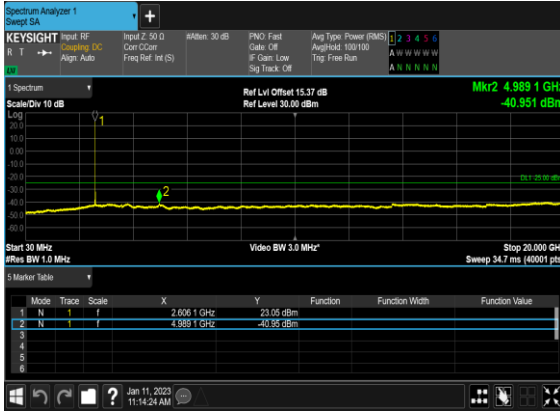 Spectrum Analyzer 1
Swept SA
+
KEYSIGHT Input: RF Input Z: 50 Ω #Atten: 30 dB PNO: Fast Avg Type: Power (RMS) 1 2 3 4 5 6
R T Coupling: DC Corr CCorr Gate: Off Avg|Hold: 100/100 A W W W W W
Align: Auto Freq Ref: Int (S) IF Gain: Low Trig: Free Run
Sig Track: Off A N N N N N
1 Spectrum
Ref Lvl Offset 15.37 dB Mkr2 4.989 1 GHz
Scale/Div 10 dB Ref Level 30.00 dBm -40.951 dBm
Log
20.0
10.0
0.00
-10.0
-20.0
-30.0
-40.0
-50.0
-60.0
1
2
DL1 -25.00 dBm
Start 30 MHz Video BW 3.0 MHz* Stop 20.000 GH
#Res BW 1.0 MHz Sweep 34.7 ms (40001 pts
5 Marker Table
Mode Trace Scale X Y Function Function Width Function Value
1 N 1 f 2.606 1 GHz 23.05 dBm
2 N 1 f 4.989 1 GHz -40.95 dBm
3
4
5
6
? Jan 11, 2023
11:14:24 AM